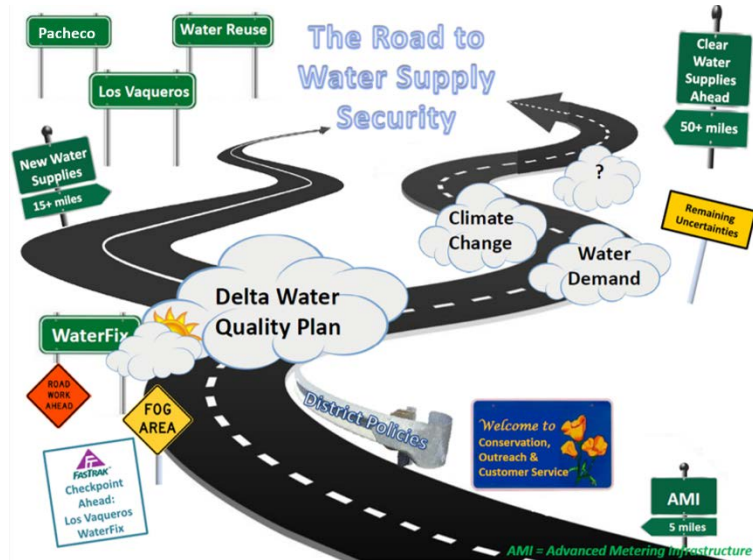 Pacheco
Water Reuse
Los Vaqueros
The Road to
Water Supply
Security
Clear
Water
Supplies
Ahead
50+ miles
New Water
Supplies
15+ miles
?
Climate
Change
Water
Demand
Remaining
Uncertainties
Delta Water
Quality Plan
WaterFix
ROAD
WORK
AHEAD
FOG
AREA
District Policies
Welcome to
Conservation,
Outreach &
Customer Service
FASTRAK
Checkpoint
Ahead:
Los Vaqueros
WaterFix
AMI
5 miles
AMI = Advanced Metering Infrastructure